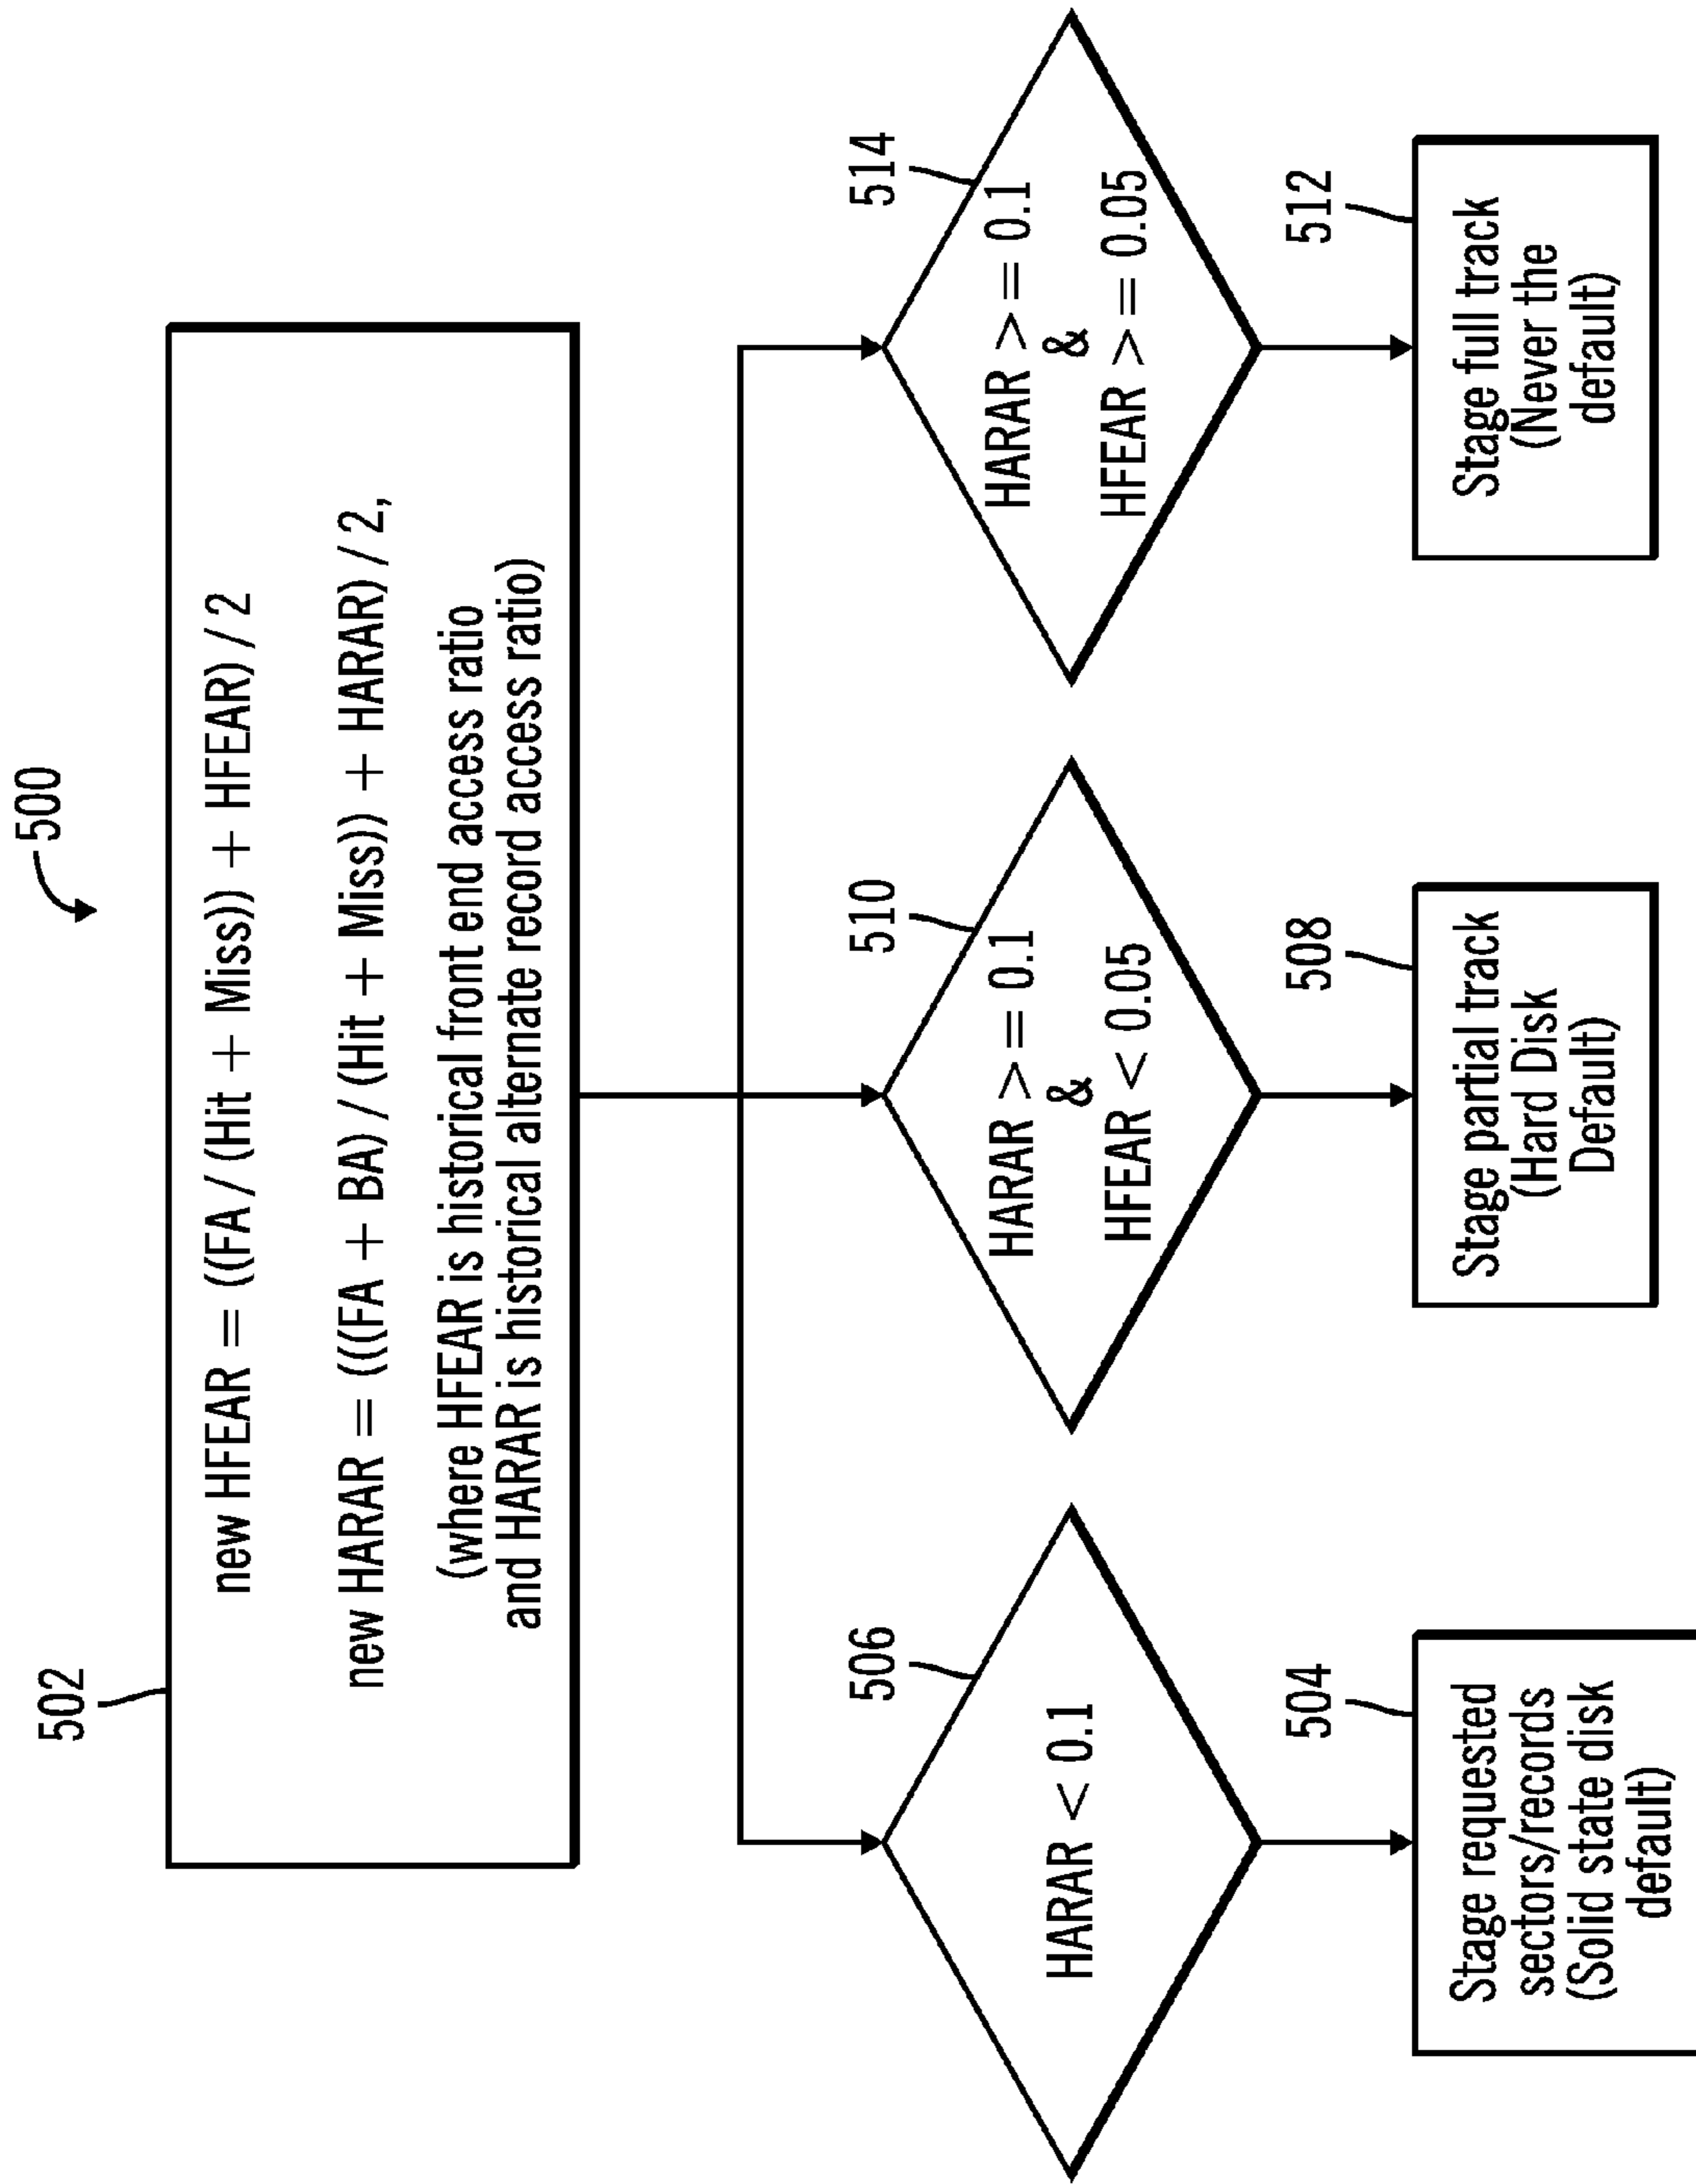 500
502
new HFEAR = ((FA / (Hit + Miss)) + HFEAR) / 2
new HARAR = (((FA + BA) / (Hit + Miss)) + HARAR) / 2,
(where HFEAR is historical front end access ratio
and HARAR is historical alternate record access ratio)
506
HARAR < 0.1
510
HARAR >= 0.1
&
HFEAR < 0.05
514
HARAR >= 0.1
&
HFEAR >= 0.05
504
Stage requested
sectors/records
(Solid state disk
default)
508
Stage partial track
(Hard Disk
Default)
512
Stage full track
(Never the
default)